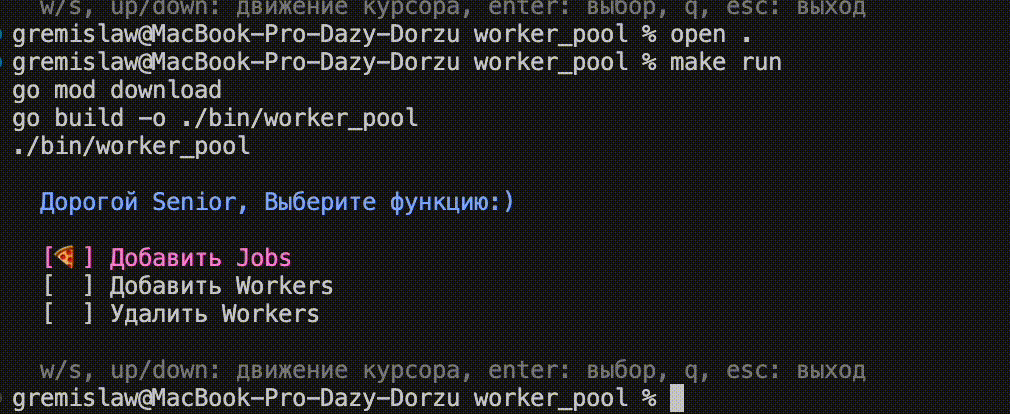 w/s, up/down: движение курсора, enter: выбор, q, esc: выход
gremislaw@MacBook-Pro-Dazy-Dorzu worker_pool % open .
gremislaw@MacBook-Pro-Dazy-Dorzu worker_pool % make run
go mod download
go build -o ./bin/worker_pool
./bin/worker_pool
Дорогой Senior, Выберите функцию:)
[🍕] Добавить Jobs
[ ] Добавить Workers
[ ] Удалить Workers
w/s, up/down: движение курсора, enter: выбор, q, esc: выход
gremislaw@MacBook-Pro-Dazy-Dorzu worker_pool %